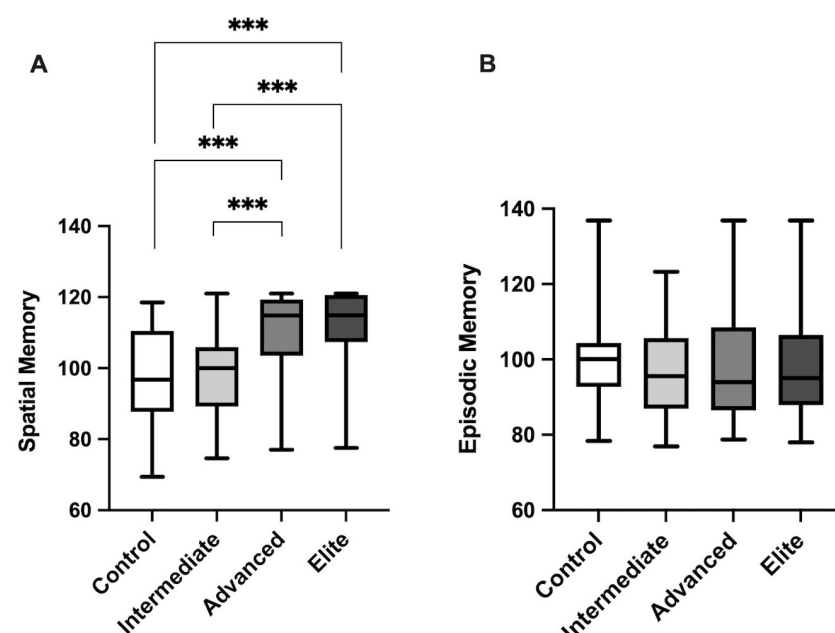 A
***
***
***
***
Spatial Memory
140
120
100
80
60
Control
Intermediate
Advanced
Elite
B
Episodic Memory
140
120
100
80
60
Control
Intermediate
Advanced
Elite